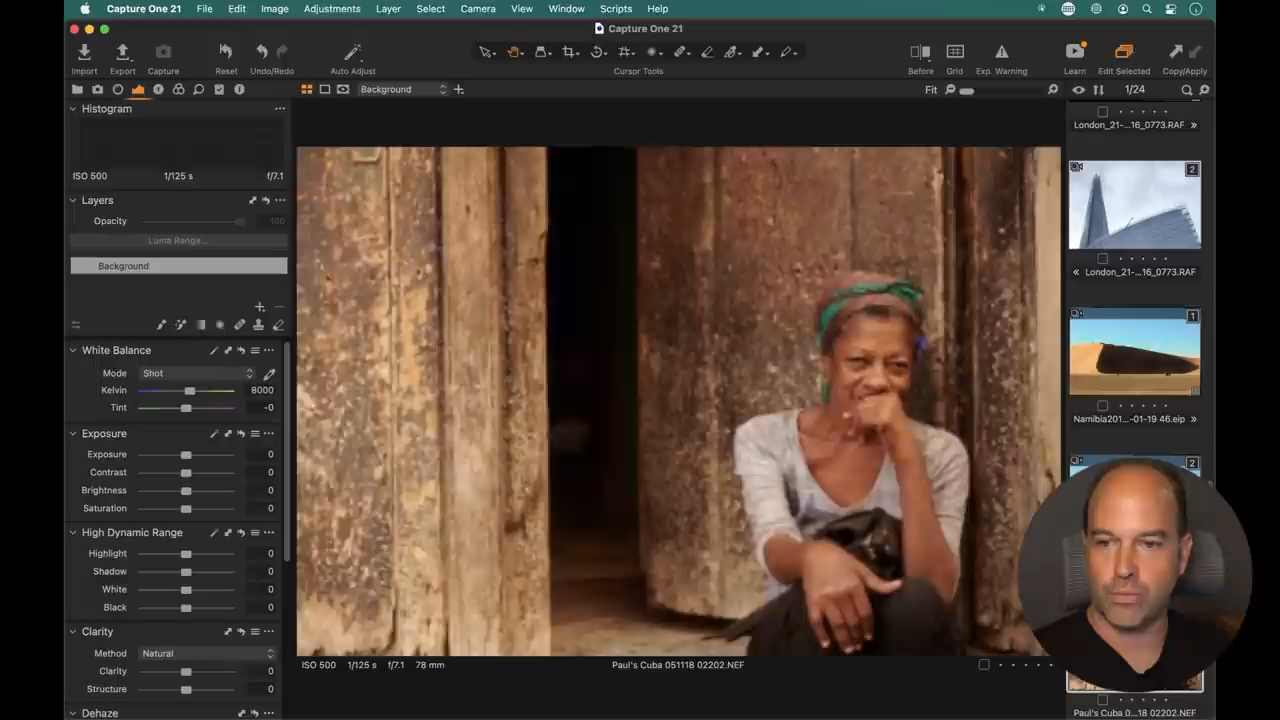 Capture One 21 File Edit Image Adjustments Layer Select Camera View Window Scripts Help
Capture One 21
Import Export Capture Reset Undo/Redo Auto Adjust Cursor Tools Before Grid Exp. Warning Learn Edit Selected Copy/Apply
Background Fit 1/24
Histogram
ISO 500 1/125 s f/7.1
Layers
Opacity 100
Luma Range...
Background
White Balance
Mode Shot
Kelvin 8000
Tint -0
Exposure
Exposure 0
Contrast 0
Brightness 0
Saturation 0
High Dynamic Range
Highlight 0
Shadow 0
White 0
Black 0
Clarity
Method Natural
Clarity 0
Structure 0
Dehaze
ISO 500 1/125 s f/7.1 78 mm Paul's Cuba 051118 02202.NEF
London_21-...16_0773.RAF »
2
« London_21-...16_0773.RAF
1
Namibia201...-01-19 46.eip »
2
Paul's Cuba 0...18 02202.NEF